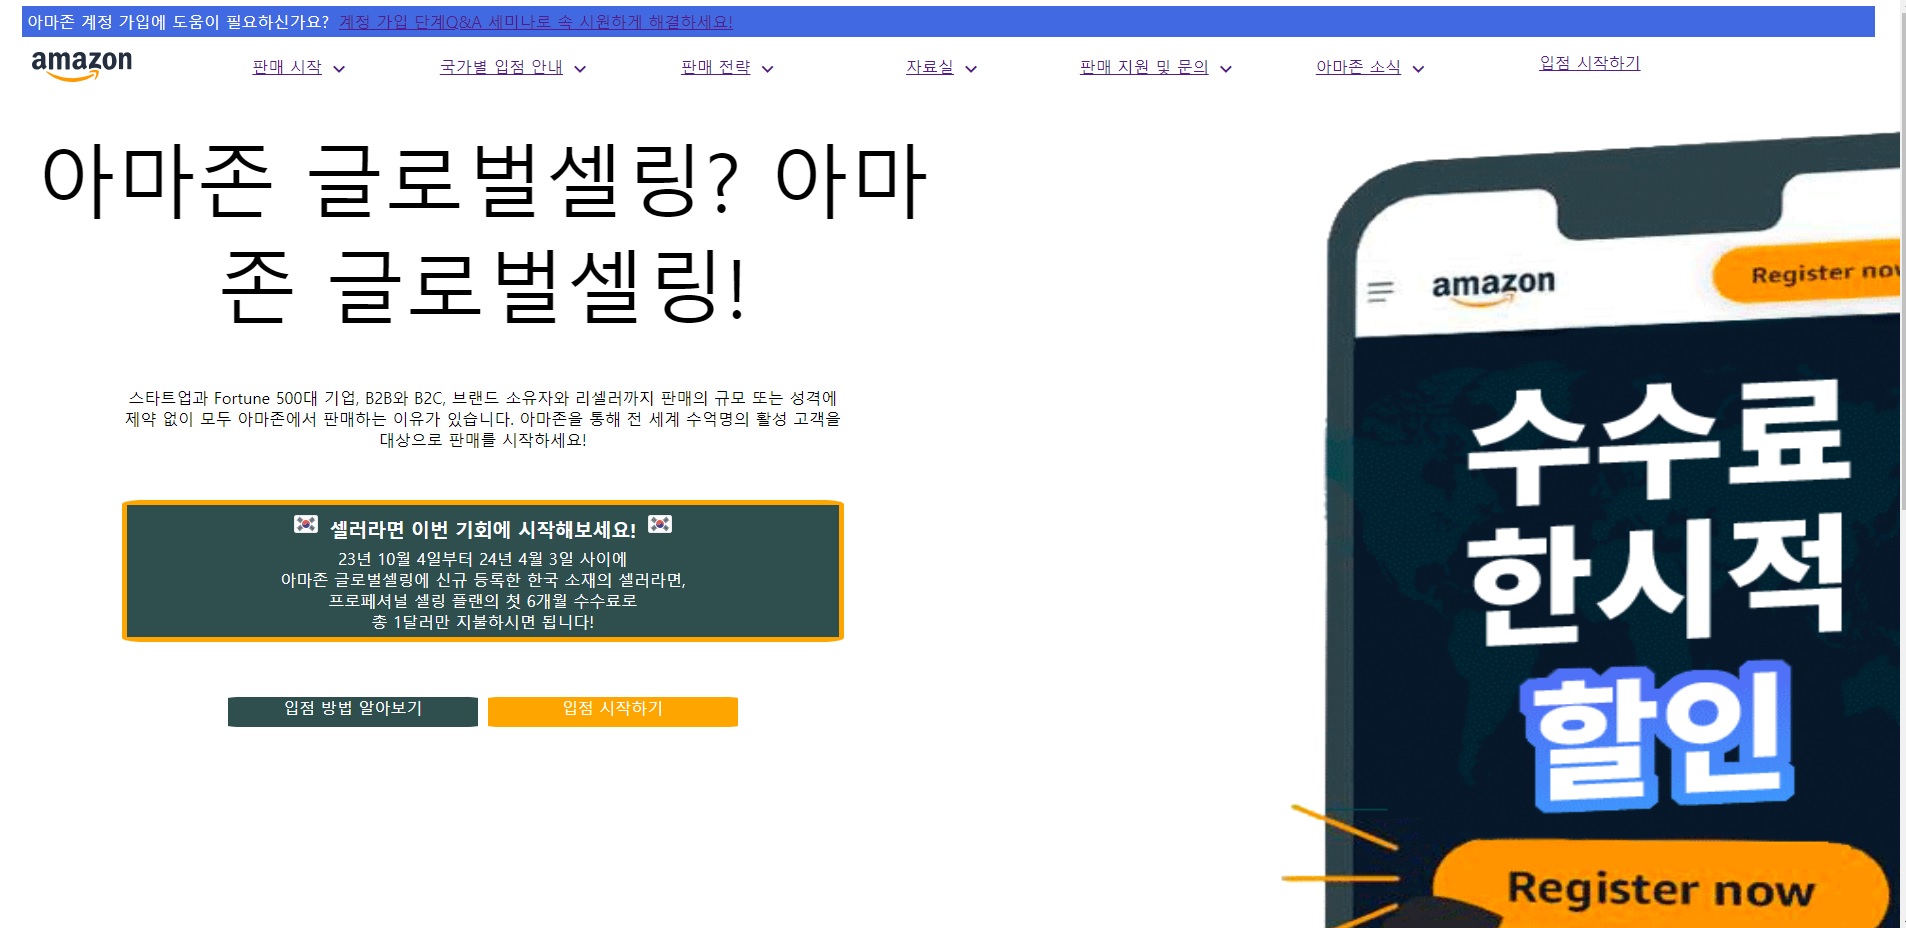 아마존 계정 가입에 도움이 필요하신가요? 계정 가입 단계Q&A 세미나로 속 시원하게 해결하세요!
amazon 판매 시작 국가별 입점 안내 판매 전략 자료실 판매 지원 및 문의 아마존 소식 입점 시작하기
아마존 글로벌셀링? 아마
존 글로벌셀링!
스타트업과 Fortune 500대 기업, B2B와 B2C, 브랜드 소유자와 리셀러까지 판매의 규모 또는 성격에
제약 없이 모두 아마존에서 판매하는 이유가 있습니다. 아마존을 통해 전 세계 수억명의 활성 고객을
대상으로 판매를 시작하세요!
셀러라면 이번 기회에 시작해보세요!
23년 10월 4일부터 24년 4월 3일 사이에
아마존 글로벌셀링에 신규 등록한 한국 소재의 셀러라면,
프로페셔널 셀링 플랜의 첫 6개월 수수료로
총 1달러만 지불하시면 됩니다!
입점 방법 알아보기 입점 시작하기
amazon Register now
수수료
한시적
할인
Register now